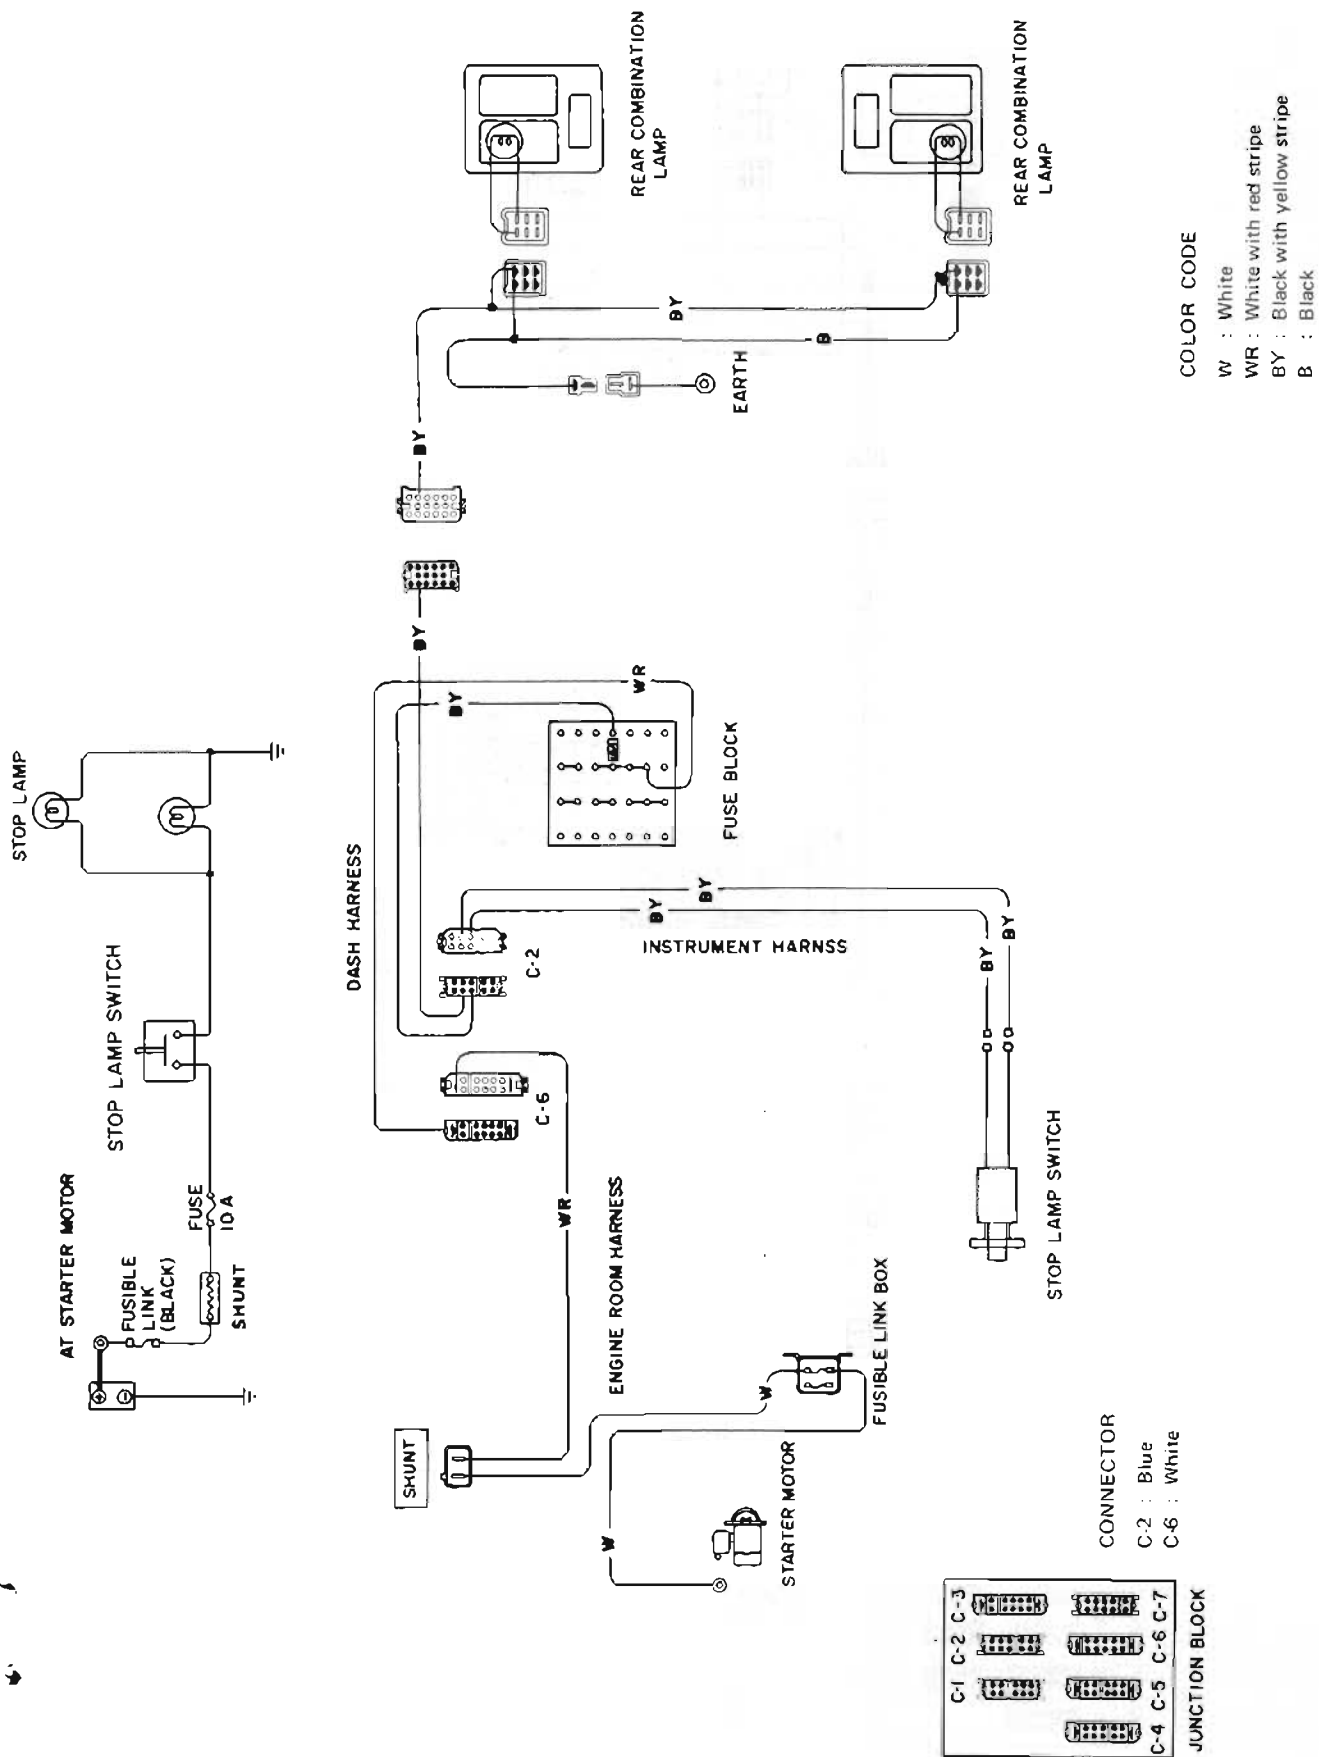 STOP LAMP
STOP LAMP SWITCH
AT STARTER MOTOR
FUSIBLE
LINK
(BLACK)
FUSE
10 A
SHUNT
REAR COMBINATION
LAMP
REAR COMBINATION
LAMP
BY
B
EARTH
BY
BY
BY
WR
FUSE BLOCK
DASH HARNESS
C-2
BY
BY
INSTRUMENT HARNSS
BY
BY
C-6
WR
ENGINE ROOM HARNESS
STOP LAMP SWITCH
SHUNT
W
FUSIBLE LINK BOX
W
STARTER MOTOR
COLOR CODE
W : White
WR : White with red stripe
BY : Black with yellow stripe
B : Black
CONNECTOR
C-2 : Blue
C-6 : White
C-1 C-2 C-3
C-4 C-5 C-6 C-7
JUNCTION BLOCK